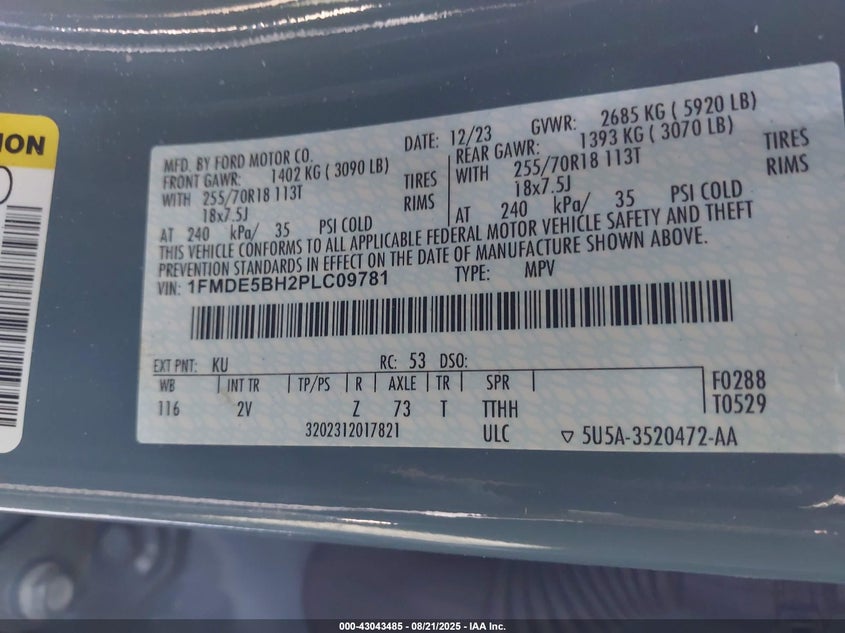 ION
MFD. BY FORD MOTOR CO.
DATE: 12/23 GVWR: 2685 KG ( 5920 LB)
FRONT GAWR: 1402 KG ( 3090 LB)
WITH 255/70R18 113T TIRES
18x7.5J RIMS
AT 240 kPa/ 35 PSI COLD
REAR GAWR: 1393 KG ( 3070 LB)
WITH 255/70R18 113T TIRES
18x7.5J RIMS
AT 240 kPa/ 35 PSI COLD
THIS VEHICLE CONFORMS TO ALL APPLICABLE FEDERAL MOTOR VEHICLE SAFETY AND THEFT
PREVENTION STANDARDS IN EFFECT ON THE DATE OF MANUFACTURE SHOWN ABOVE.
VIN: 1FMDE5BH2PLC09781 TYPE: MPV
EXT PNT: KU RC: 53 DSO:
WB INT TR TP/PS R AXLE TR SPR
116 2V Z 73 T TTHH
F0288
T0529
3202312017821 ULC 5U5A-3520472-AA
000-43043485 - 08/21/2025 - IAA Inc.